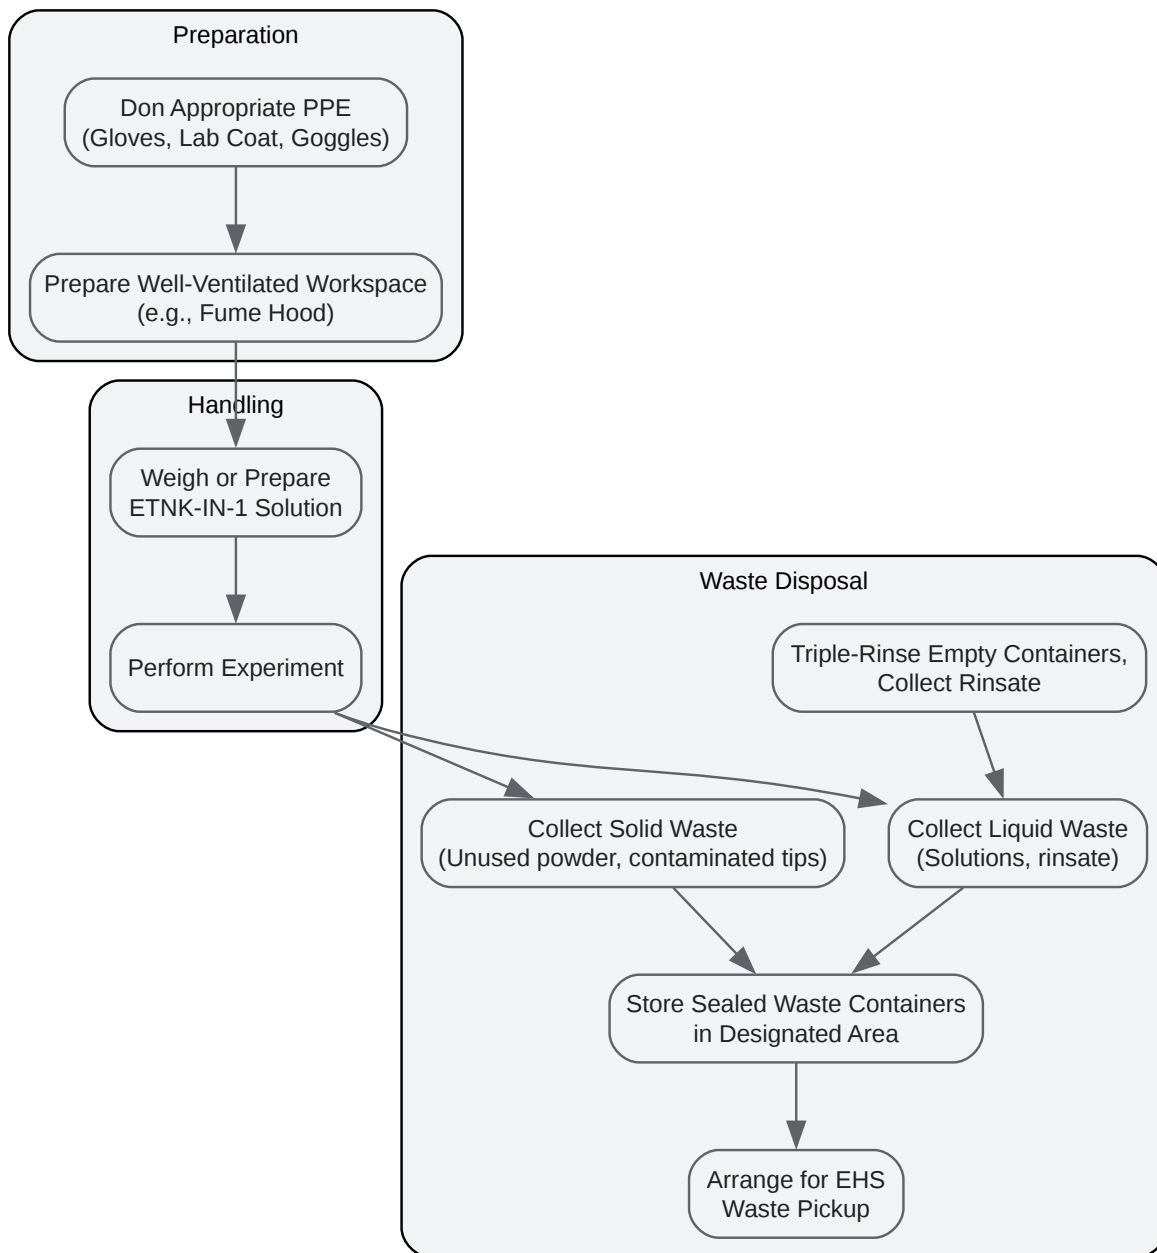 Preparation
Don Appropriate PPE
(Gloves, Lab Coat, Goggles)
Prepare Well-Ventilated Workspace
(e.g., Fume Hood)
Handling
Weigh or Prepare
ETNK-IN-1 Solution
Perform Experiment
Waste Disposal
Triple-Rinse Empty Containers,
Collect Rinsate
Collect Solid Waste
(Unused powder, contaminated tips)
Collect Liquid Waste
(Solutions, rinsate)
Store Sealed Waste Containers
in Designated Area
Arrange for EHS
Waste Pickup